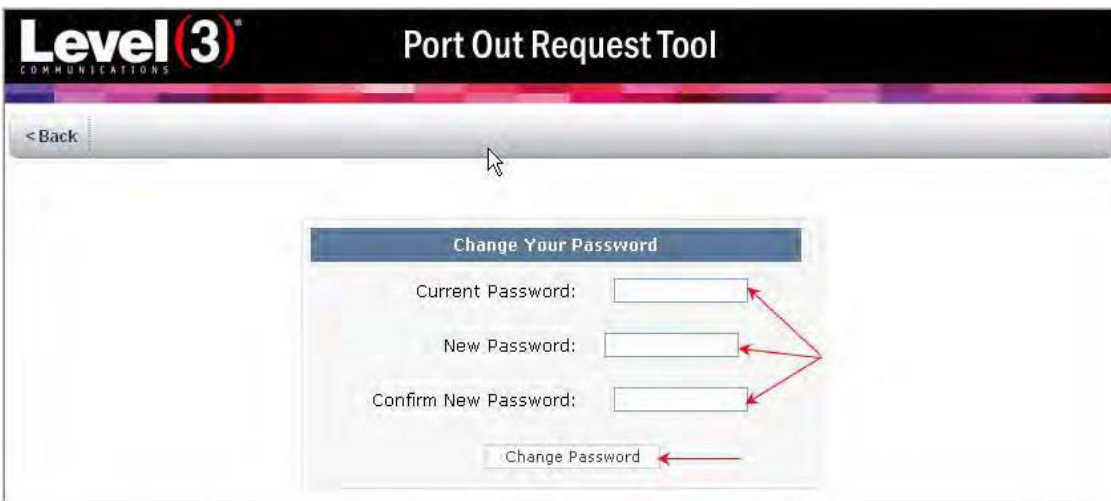 Level(3)®
COMMUNICATIONS
Port Out Request Tool
< Back
Change Your Password
Current Password:
New Password:
Confirm New Password:
Change Password